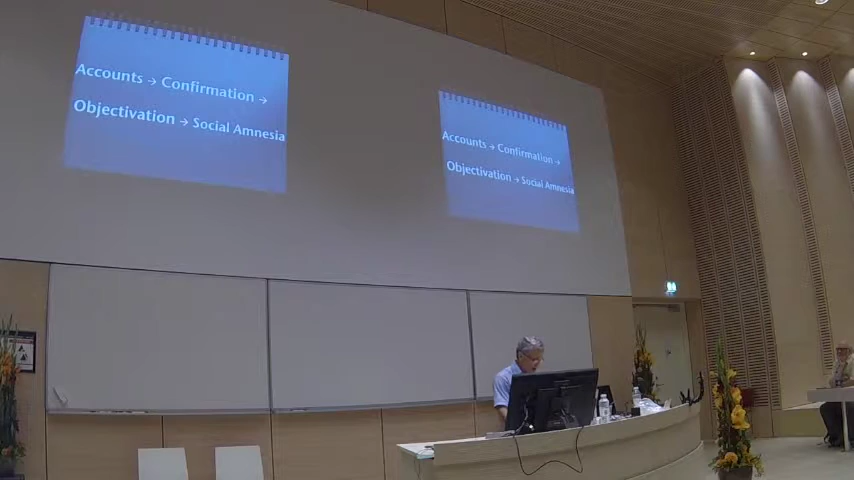 Accounts → Confirmation →
Objectivation → Social Amnesia
Accounts → Confirmation →
Objectivation → Social Amnesia